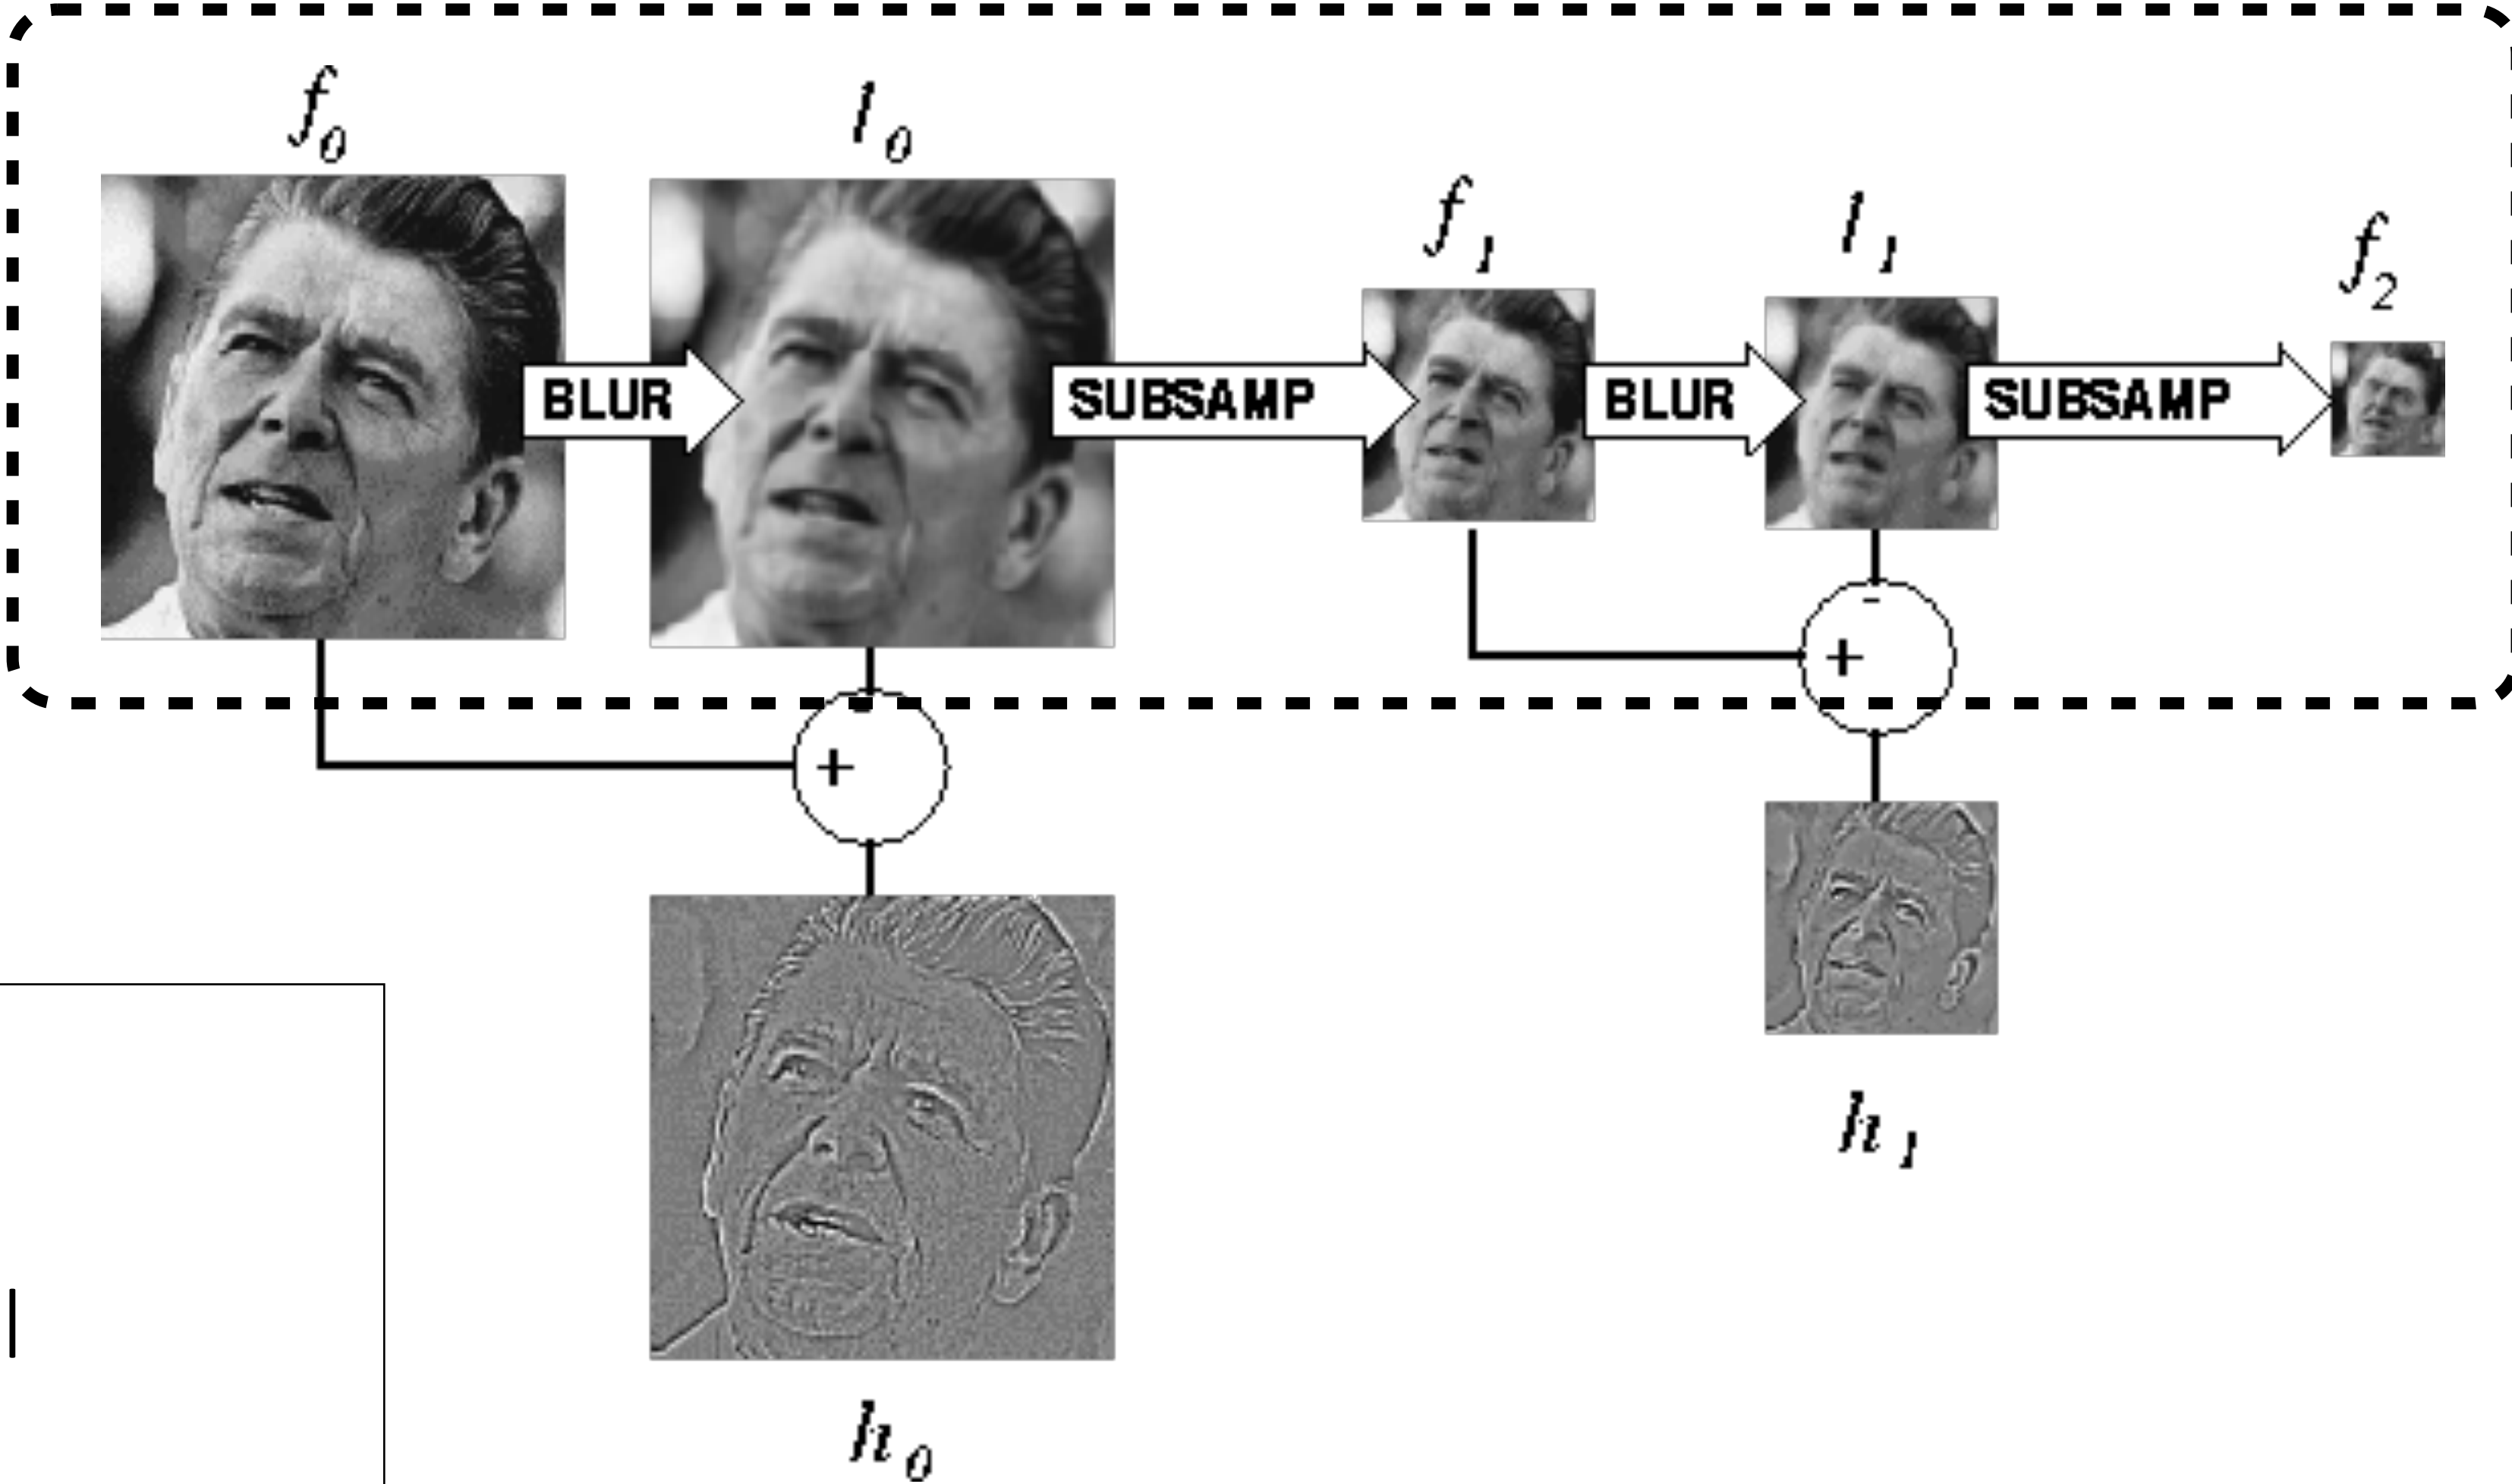 f0
l0
f1
l1
f2
BLUR
SUBSAMP
BLUR
SUBSAMP
-
+
-
+
h1
h0